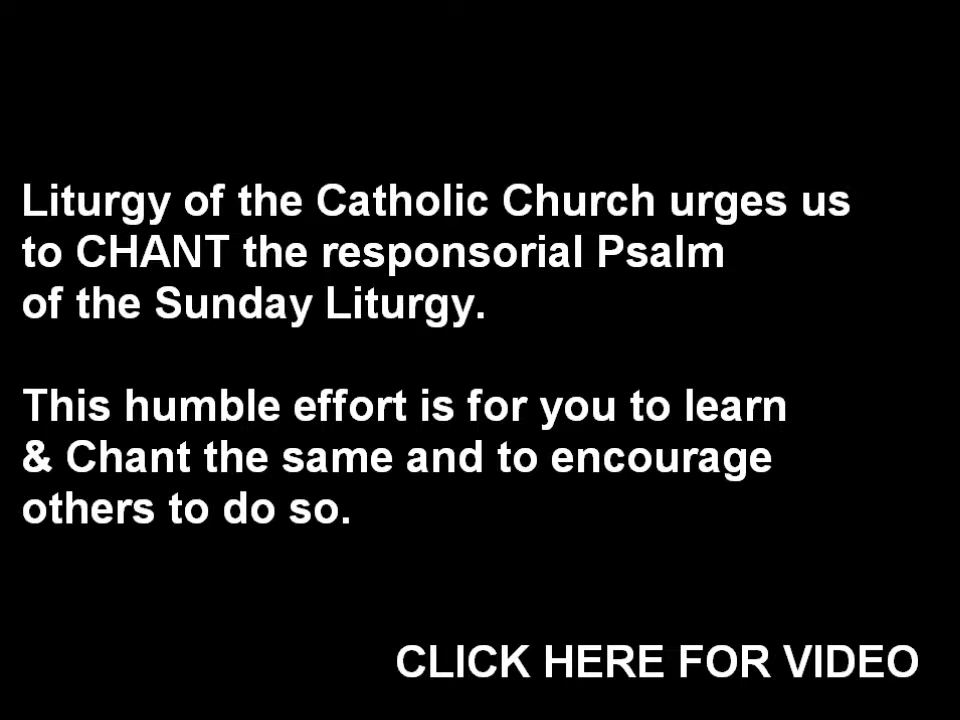 Liturgy of the Catholic Church urges us
to CHANT the responsorial Psalm
of the Sunday Liturgy.
This humble effort is for you to learn
& Chant the same and to encourage
others to do so.
CLICK HERE FOR VIDEO